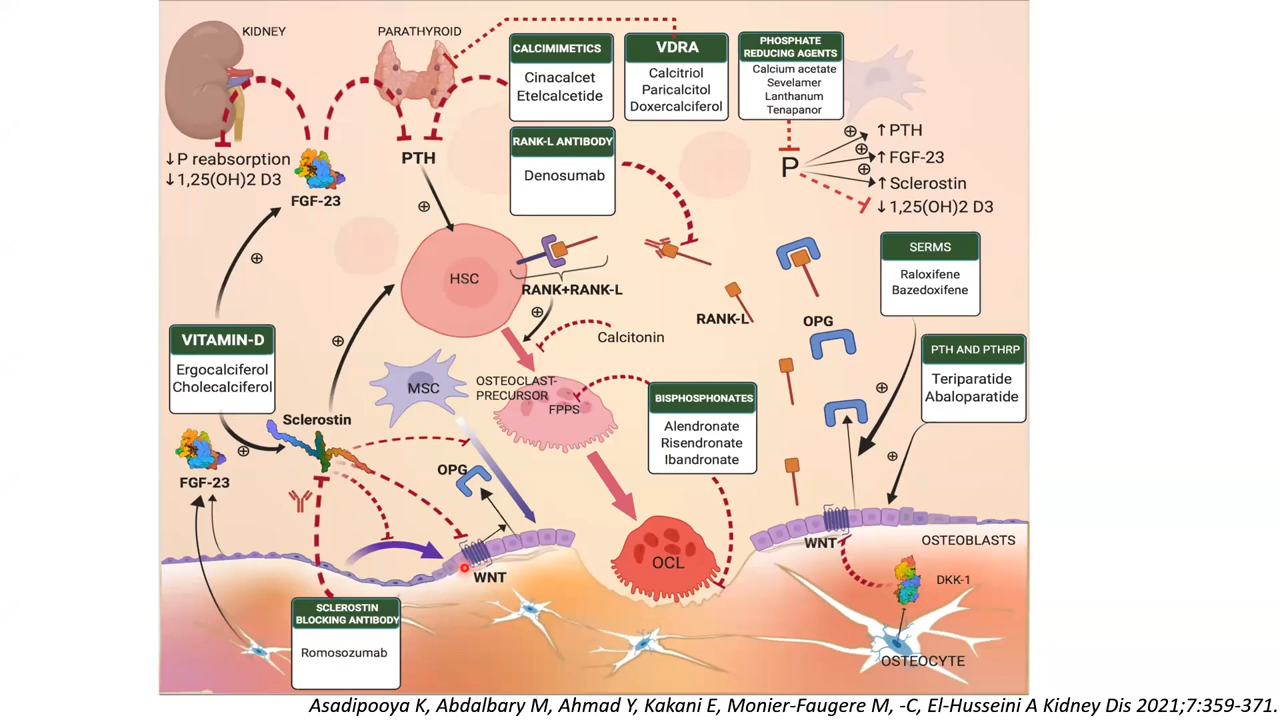 KIDNEY
PARATHYROID
CALCIMIMETICS
Cinacalcet
Etelcalcetide
VDRA
Calcitriol
Paricalcitol
Doxercalciferol
PHOSPHATE
REDUCING AGENTS
Calcium acetate
Sevelamer
Lanthanum
Tenapanor
↓P reabsorption
↓1,25(OH)2 D3
FGF-23
PTH
RANK-L ANTIBODY
Denosumab
P
↑PTH
↑FGF-23
↑Sclerostin
↓1,25(OH)2 D3
HSC
RANK+RANK-L
RANK-L
OPG
SERMS
Raloxifene
Bazedoxifene
VITAMIN-D
Ergocalciferol
Cholecalciferol
Calcitonin
PTH AND PTHRP
Teriparatide
Abaloparatide
MSC
OSTEOCLAST-
PRECURSOR
FPPS
BISPHOSPHONATES
Alendronate
Risendronate
Ibandronate
Sclerostin
FGF-23
OPG
WNT
OCL
WNT
OSTEOBLASTS
DKK-1
SCLEROSTIN
BLOCKING ANTIBODY
Romosozumab
OSTEOCYTE
Asadipooya K, Abdalbary M, Ahmad Y, Kakani E, Monier-Faugere M, -C, El-Husseini A Kidney Dis 2021;7:359-371.